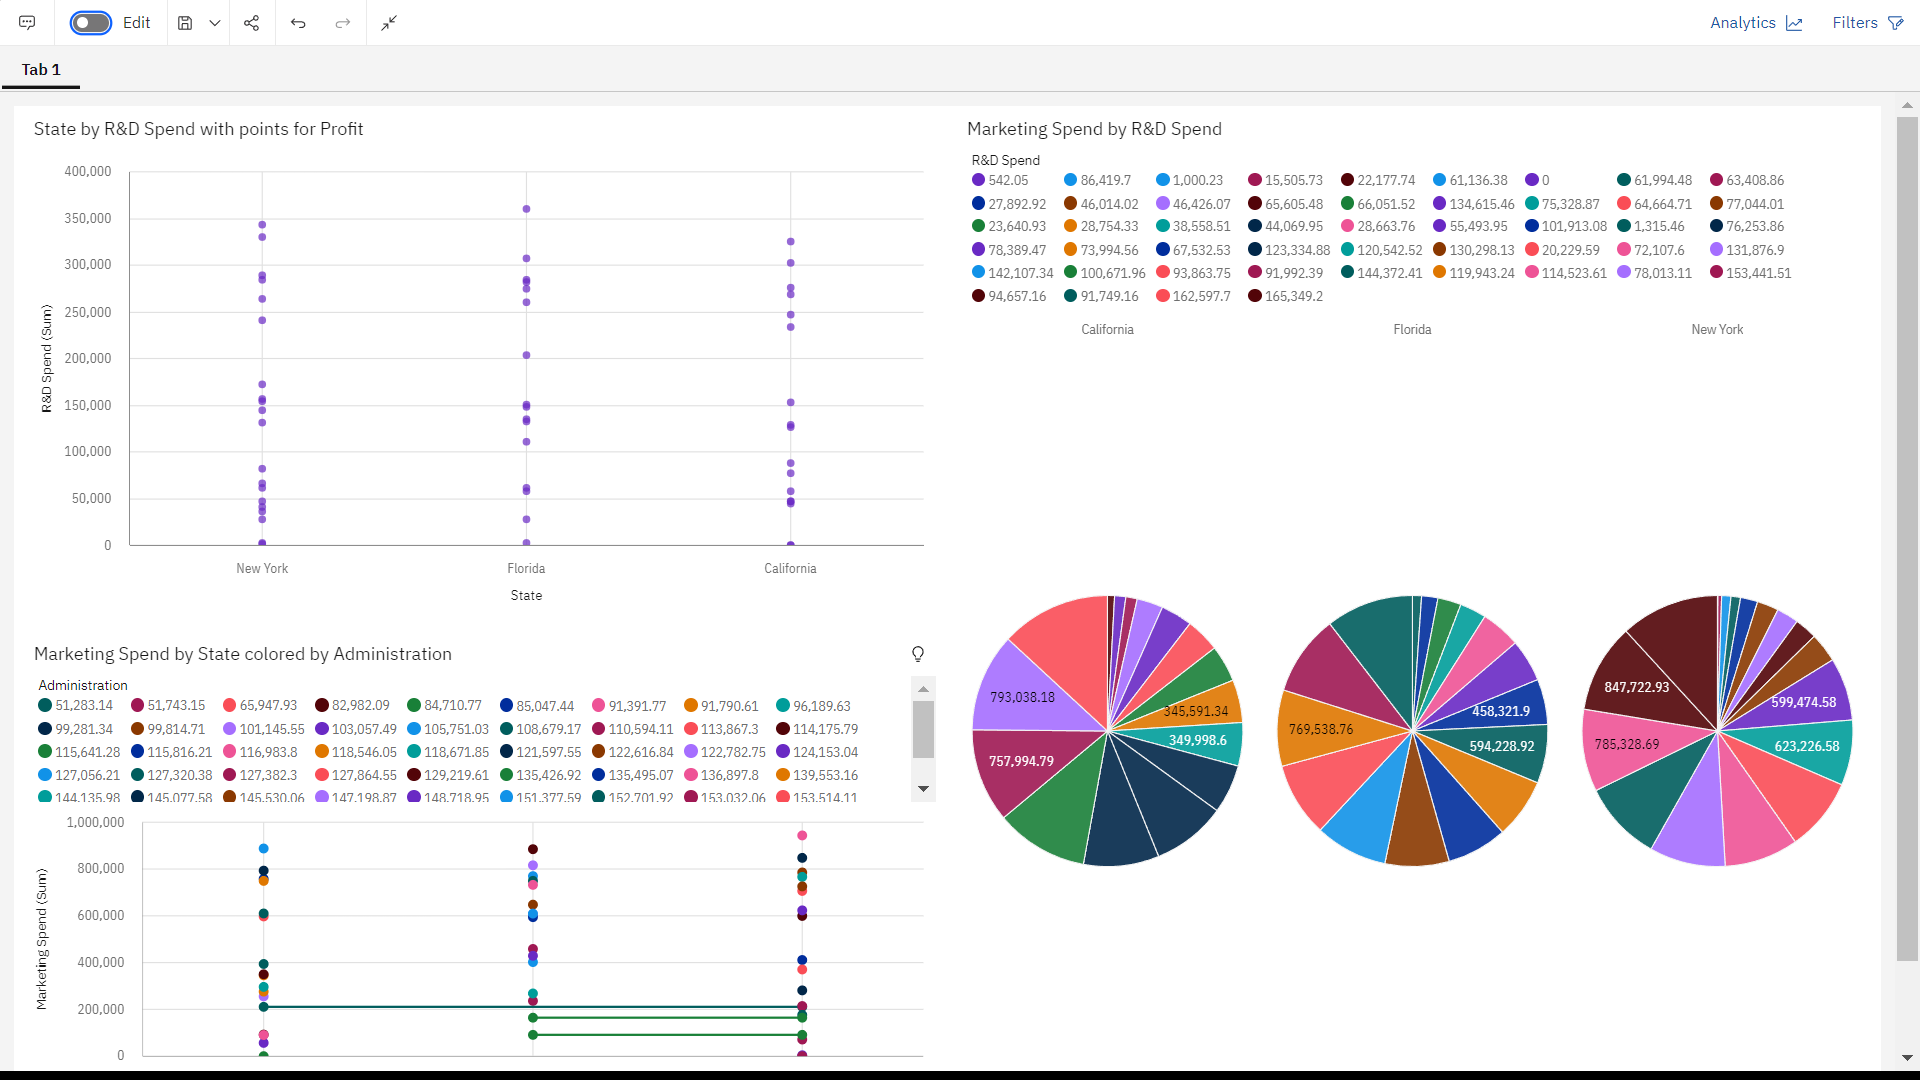 Edit
Analytics
Filters
Tab 1
State by R&D Spend with points for Profit
400,000
350,000
300,000
250,000
200,000
150,000
100,000
50,000
0
R&D Spend (Sum)
New York Florida California
State
Marketing Spend by R&D Spend
R&D Spend
542.05 86,419.7 1,000.23 15,505.73 22,177.74 61,136.38 0 61,994.48 63,408.86
27,892.92 46,014.02 46,426.07 65,605.48 66,051.52 134,615.46 75,328.87 64,664.71 77,044.01
23,640.93 28,754.33 38,558.51 44,069.95 28,663.76 55,493.95 101,913.08 1,315.46 76,253.86
78,389.47 73,994.56 67,532.53 123,334.88 120,542.52 130,298.13 20,229.59 72,107.6 131,876.9
142,107.34 100,671.96 93,863.75 91,992.39 144,372.41 119,943.24 114,523.61 78,013.11 153,441.51
94,657.16 91,749.16 162,597.7 165,349.2
California Florida New York
793,038.18
345,591.34
349,998.6
757,994.79
769,538.76
458,321.9
594,228.92
847,722.93
599,474.58
785,328.69
623,226.58
Marketing Spend by State colored by Administration
Administration
51,283.14 51,743.15 65,947.93 82,982.09 84,710.77 85,047.44 91,391.77 91,790.61 96,189.63
99,281.34 99,814.71 101,145.55 103,057.49 105,751.03 108,679.17 110,594.11 113,867.3 114,175.79
115,641.28 115,816.21 116,983.8 118,546.05 118,671.85 121,597.55 122,616.84 122,782.75 124,153.04
127,056.21 127,320.38 127,382.3 127,864.55 129,219.61 135,426.92 135,495.07 136,897.8 139,553.16
144,135.98 145,077.58 145,530.06 147,198.87 148,718.95 151,377.59 152,701.92 153,032.06 153,514.11
1,000,000
800,000
600,000
400,000
200,000
0
Marketing Spend (Sum)